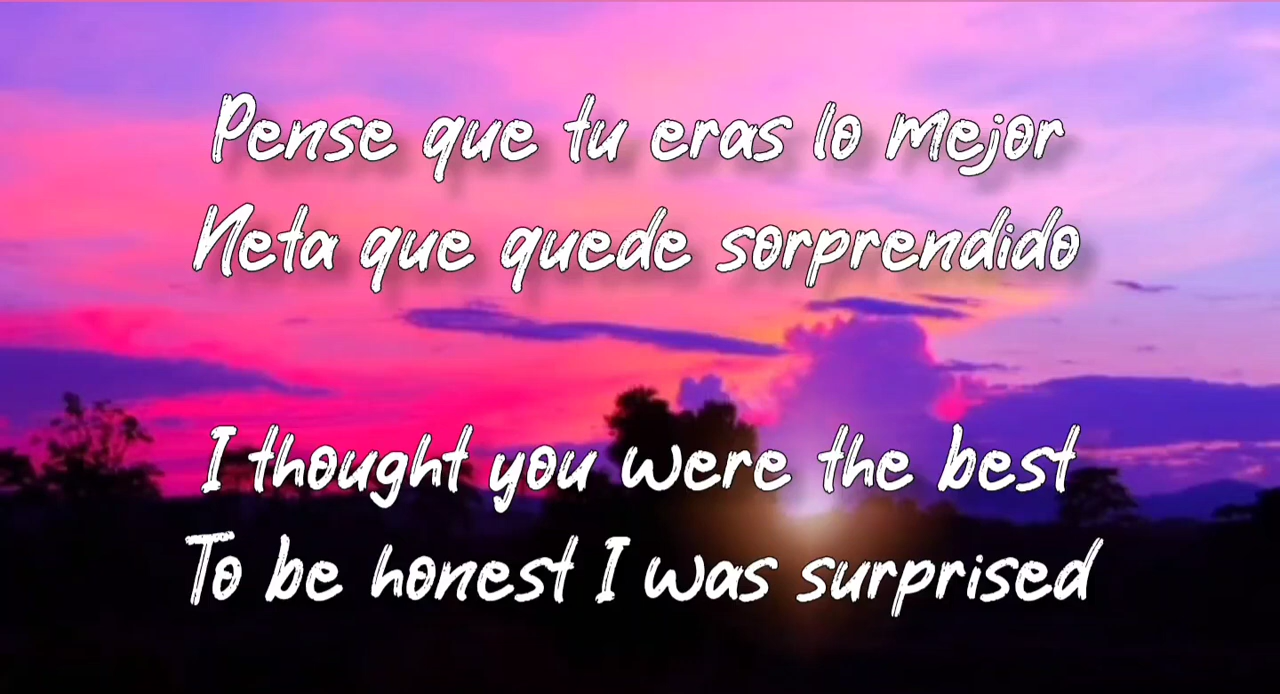 Pense que tu eras lo mejor
Neta que quede sorprendido
I thought you were the best
To be honest I was surprised